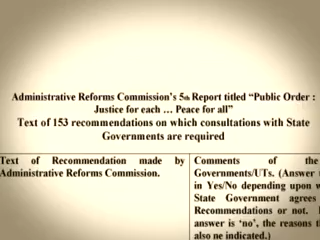 Administrative Reforms Commission's 5th Report titled "Public Order :
Justice for each ... Peace for all"
Text of 153 recommendations on which consultations with State
Governments are required
Text of Recommendation made by
Administrative Reforms Commission.
Comments of the
Governments/UTs. (Answer
in Yes/No depending upon
State Government agrees
Recommendations or not.
answer is 'no', the reasons
also ne indicated.)